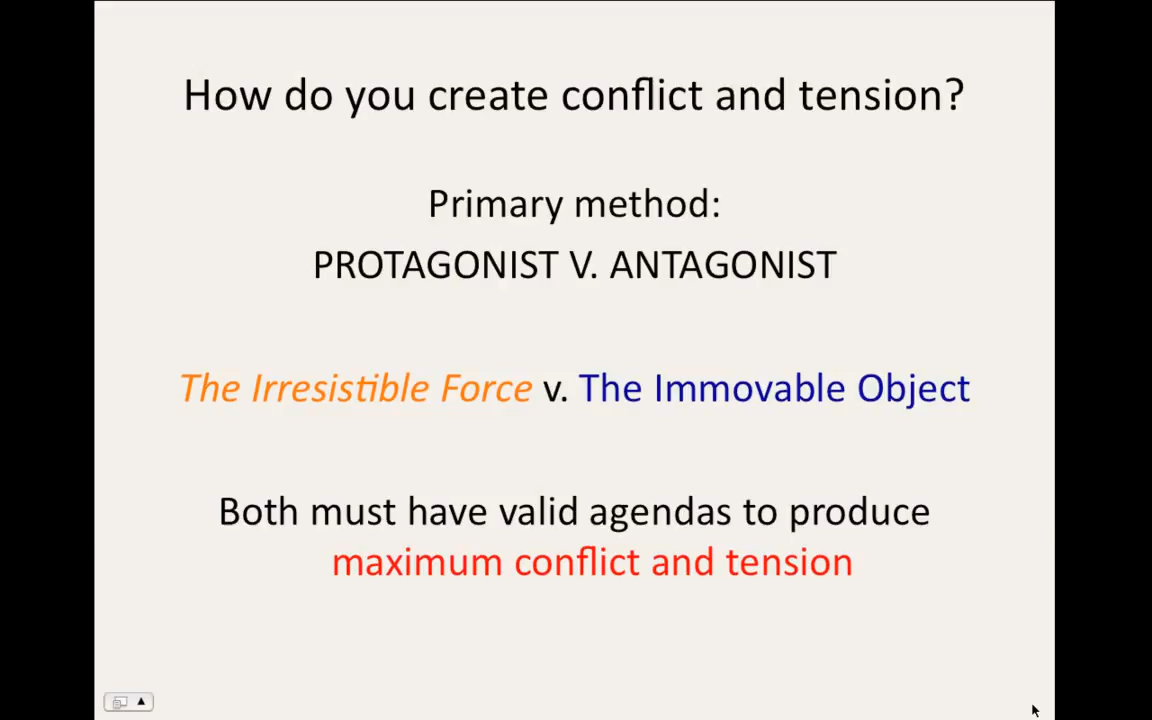 How do you create conflict and tension?
Primary method:
PROTAGONIST V. ANTAGONIST
The Irresistible Force v. The Immovable Object
Both must have valid agendas to produce
maximum conflict and tension